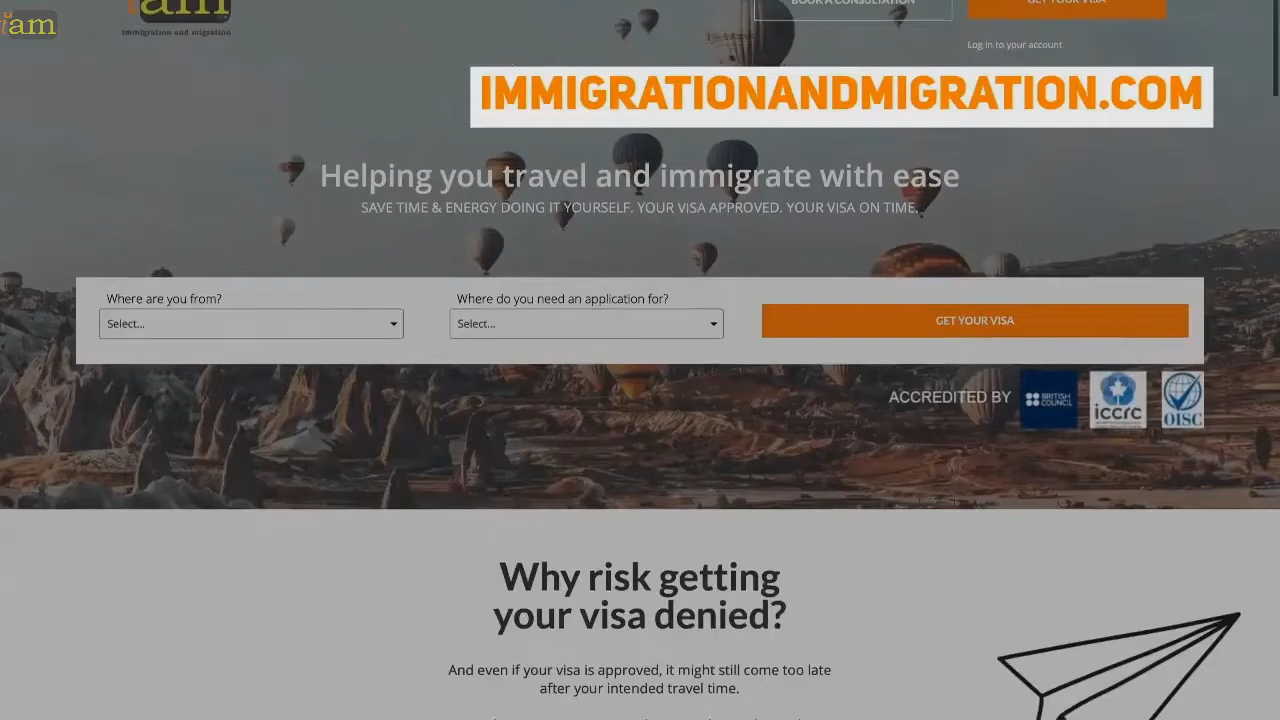 iam
iam
immigration and migration
BOOK A CONSULTATION
GET YOUR VISA
Log in to your account
IMMIGRATIONANDMIGRATION.COM
Helping you travel and immigrate with ease
SAVE TIME & ENERGY DOING IT YOURSELF. YOUR VISA APPROVED. YOUR VISA ON TIME.
Where are you from?
Where do you need an application for?
Select...
Select...
GET YOUR VISA
ACCREDITED BY
BRITISH COUNCIL
iccrc
OISC
Why risk getting
your visa denied?
And even if your visa is approved, it might still come too late
after your intended travel time.